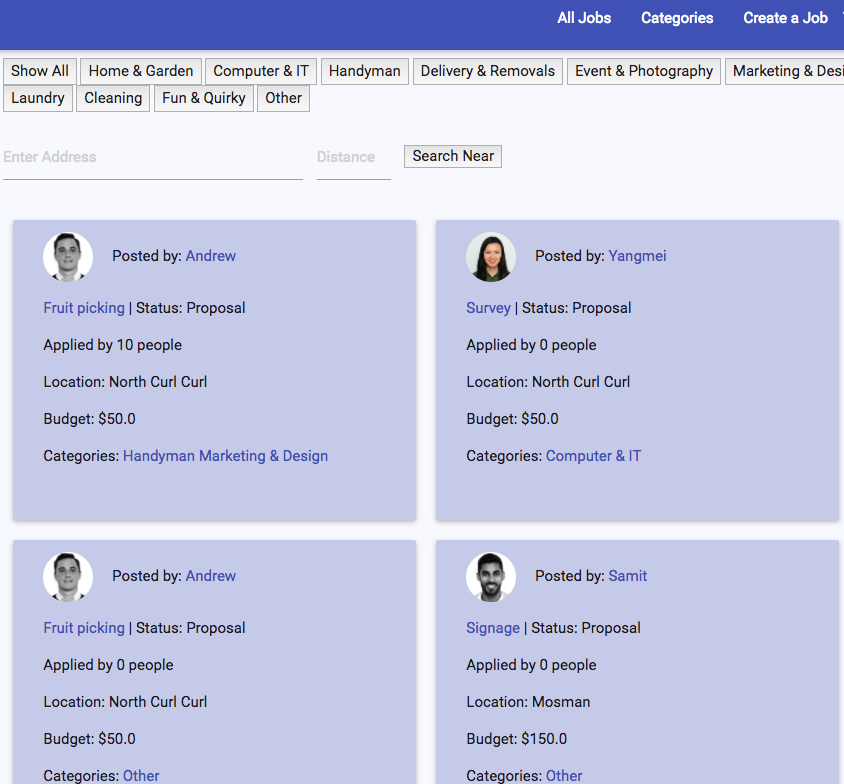 All Jobs Categories Create a Job
Show All Home & Garden Computer & IT Handyman Delivery & Removals Event & Photography Marketing & Desi
Laundry Cleaning Fun & Quirky Other
Enter Address Distance Search Near
Posted by: Andrew
Fruit picking | Status: Proposal
Applied by 10 people
Location: North Curl Curl
Budget: $50.0
Categories: Handyman Marketing & Design
Posted by: Yangmei
Survey | Status: Proposal
Applied by 0 people
Location: North Curl Curl
Budget: $50.0
Categories: Computer & IT
Posted by: Andrew
Fruit picking | Status: Proposal
Applied by 0 people
Location: North Curl Curl
Budget: $50.0
Categories: Other
Posted by: Samit
Signage | Status: Proposal
Applied by 0 people
Location: Mosman
Budget: $150.0
Categories: Other